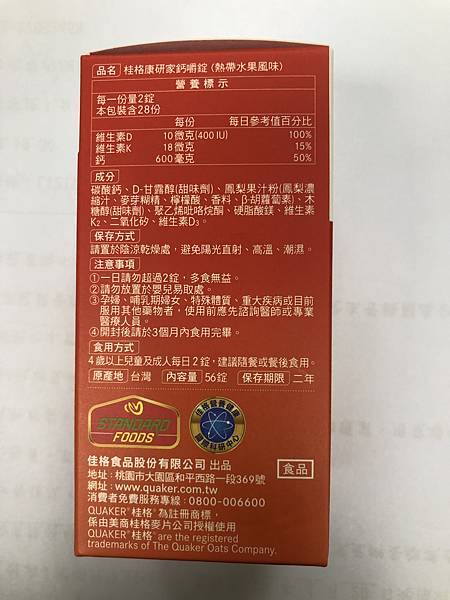 品名 桂格康研家鈣嚼錠(熱帶水果風味)
營養標示
每一份量2錠
本包裝含28份
每份 每日參考值百分比
維生素D 10微克(400 IU) 100%
維生素K 18微克 15%
鈣 600毫克 50%
成分
碳酸鈣、D-甘露醇(甜味劑)、鳳梨果汁粉(鳳梨濃
縮汁、麥芽糊精、檸檬酸、香料、β-胡蘿蔔素)、木
糖醇(甜味劑)、聚乙烯吡咯烷酮、硬脂酸鎂、維生素
K₂、二氧化矽、維生素D₃。
保存方式
請置於陰涼乾燥處,避免陽光直射、高溫、潮濕。
注意事項
①一日請勿超過2錠,多食無益。
②請勿放置於嬰兒易取處。
③孕婦、哺乳期婦女、特殊體質、重大疾病或目前
服用其他藥物者,使用前應先諮詢醫師或專業
醫療人員。
④開封後請於3個月內食用完畢。
食用方式
4歲以上兒童及成人每日2錠,建議隨餐或餐後食用。
原產地 台灣 內容量 56錠 保存期限 二年
STANDARD
FOODS
佳格營養健康
國際科研中心
佳格食品股份有限公司 出品
食品
地址:桃園市大園區和平西路一段369號
網址:www.quaker.com.tw
消費者免費服務專線:0800-006600
QUAKER® 桂格® 為註冊商標,
係由美商桂格麥片公司授權使用
QUAKER® 桂格® are the registered
trademarks of The Quaker Oats Company.